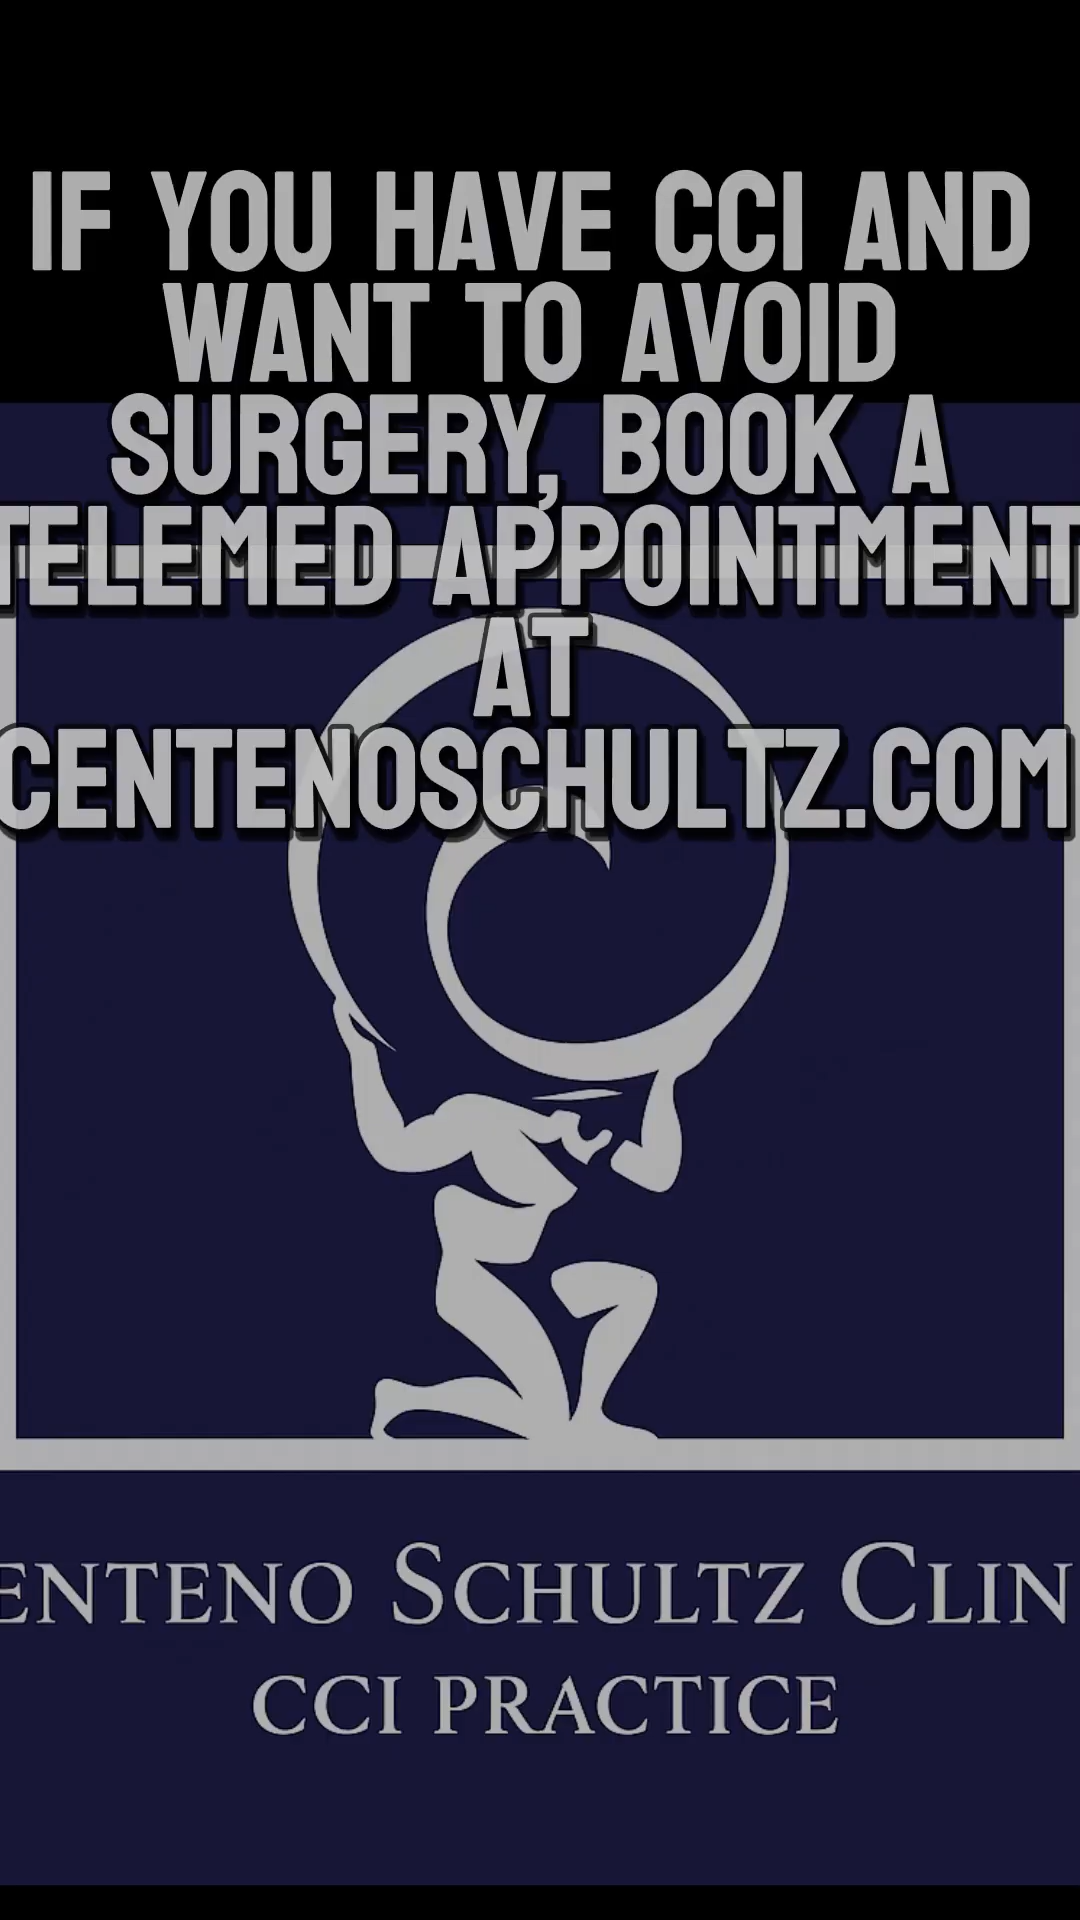 IF YOU HAVE CCI AND
WANT TO AVOID
SURGERY, BOOK A
TELEMED APPOINTMENT
AT
CENTENOSCHULTZ.COM
ENTENO SCHULTZ CLIN
CCI PRACTICE